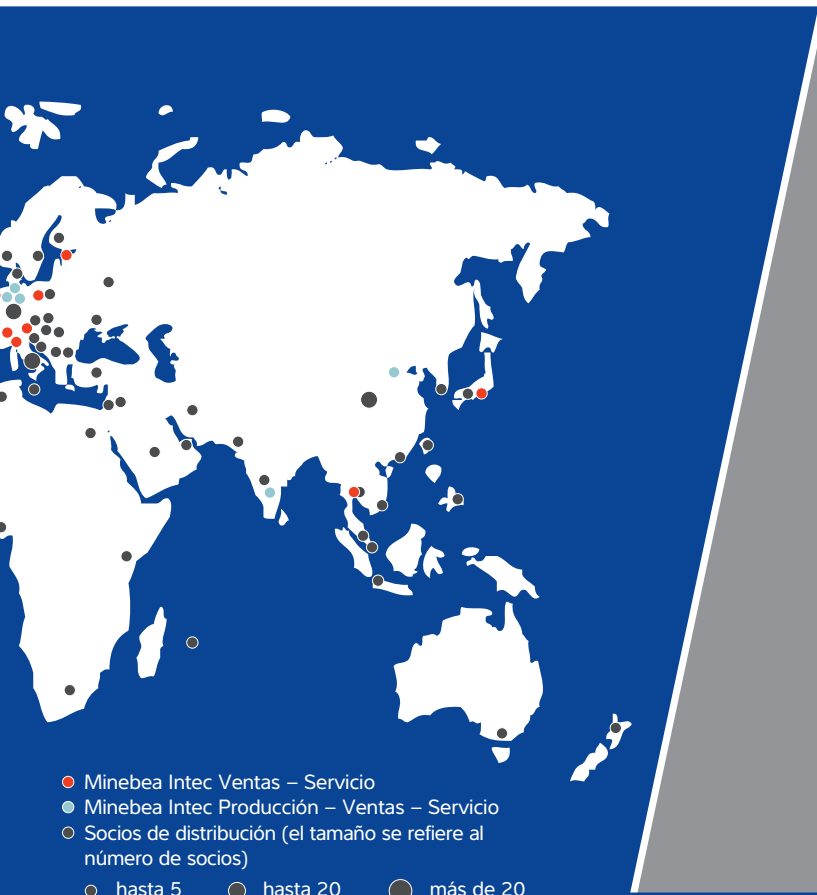 Minebea Intec Ventas – Servicio
Minebea Intec Producción – Ventas – Servicio
Socios de distribución (el tamaño se refiere al
número de socios)
hasta 5 hasta 20 más de 20